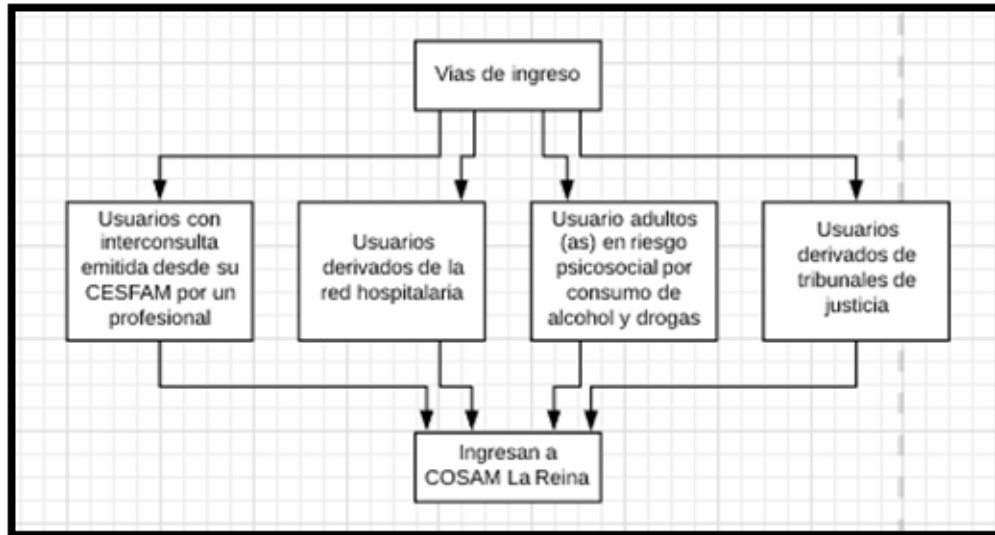 Vias de ingreso
Usuarios con
interconsulta
emitida desde su
CESFAM por un
profesional
Usuarios
derivados de la
red hospitalaria
Usuario adultos
(as) en riesgo
psicosocial por
consumo de
alcohol y drogas
Usuarios
derivados de
tribunales de
justicia
Ingresan a
COSAM La Reina